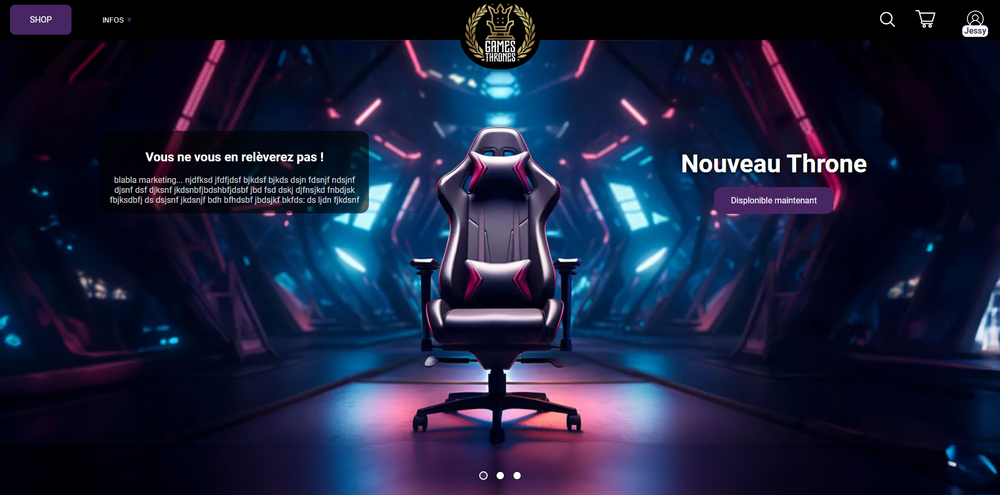 SHOP
INFOS ▼
GAMES
THRONES
Jessy
Vous ne vous en relèverez pas !
blabla marketing... njdfksd jfdfjdsf bjkdsf bjkds dsjn fdsnjf ndsjnf
djsnf dsf djksnf jkdsnbfjbdshbfjdsbf jbd fsd dskj djfnsjkd fnbdjsk
fbjksdbfj ds dsjsnf jkdsnjf bdh bfhdsbf jbdsjkf bkfds: ds ljdn fjkdsnf
Nouveau Throne
Displonible maintenant